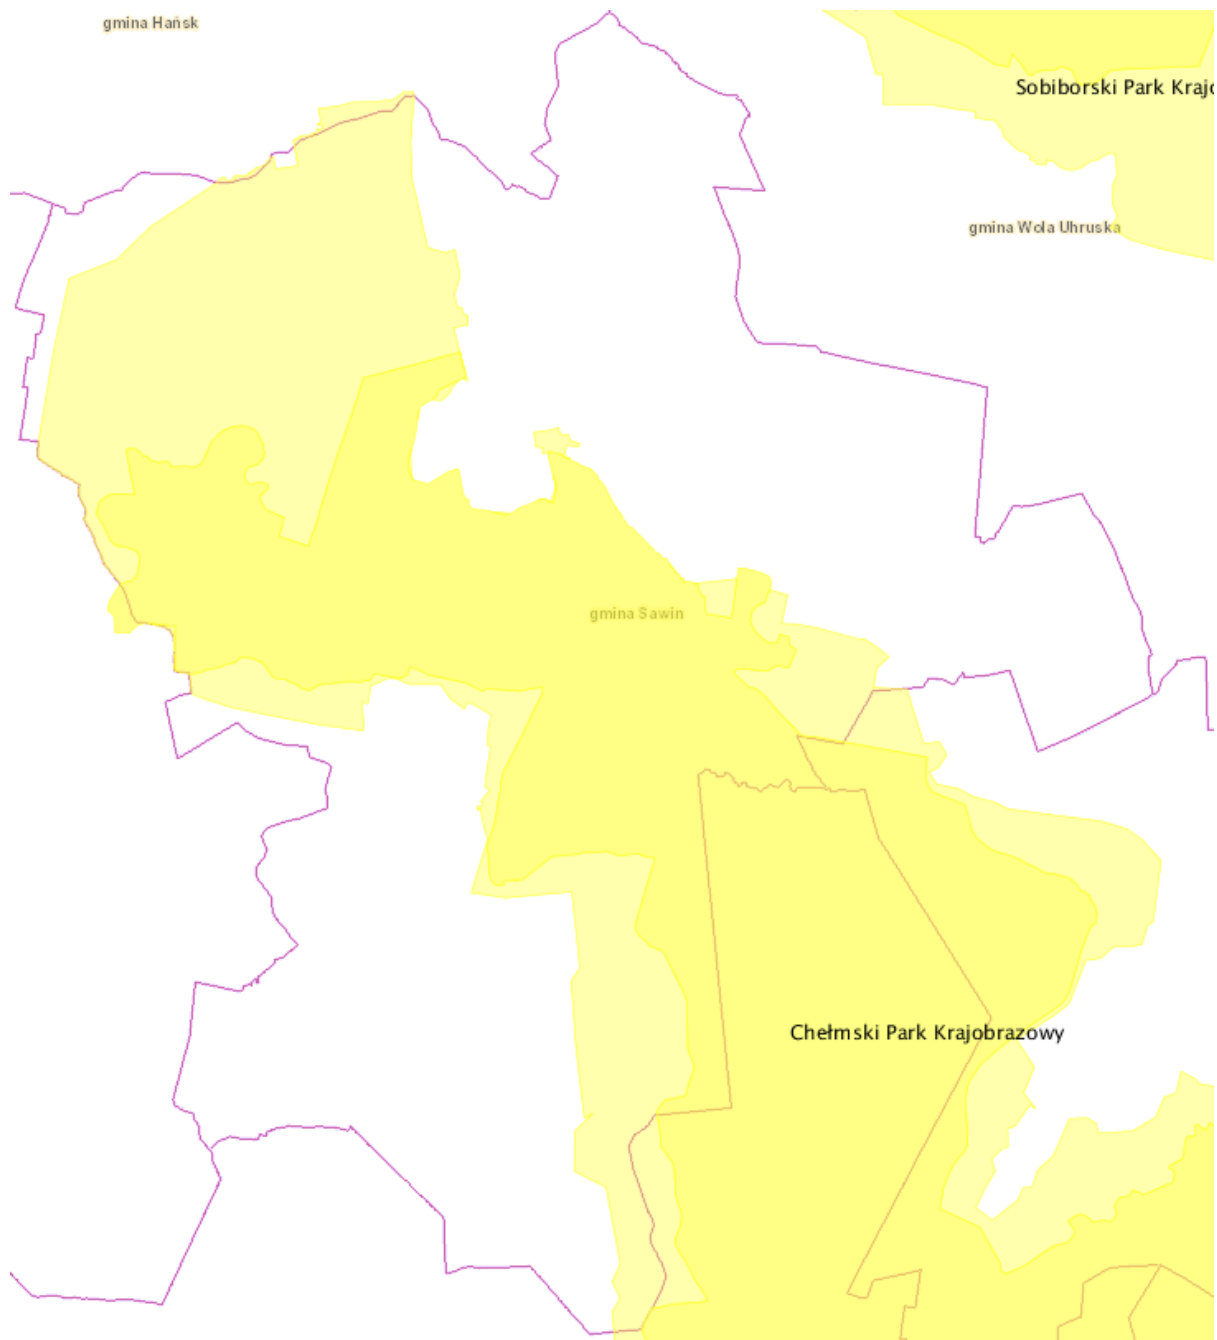 gmina Hańsk
Sobiborski Park Krajo
gmina Wola Uhruska
gmina Sawin
Chełmski Park Krajobrazowy